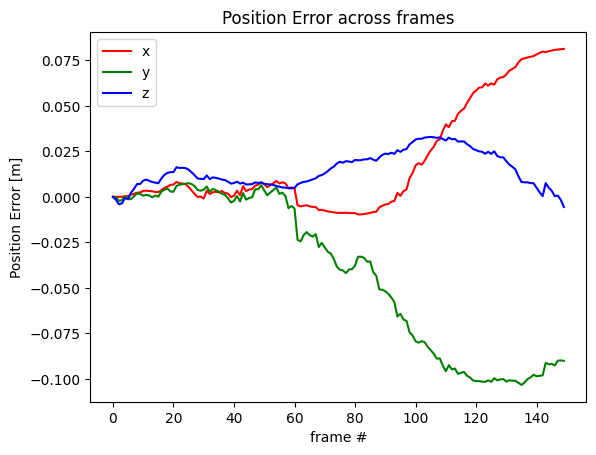 Position Error across frames
x
y
z
Position Error [m]
0.075
0.050
0.025
0.000
−0.025
−0.050
−0.075
−0.100
0 20 40 60 80 100 120 140
frame #